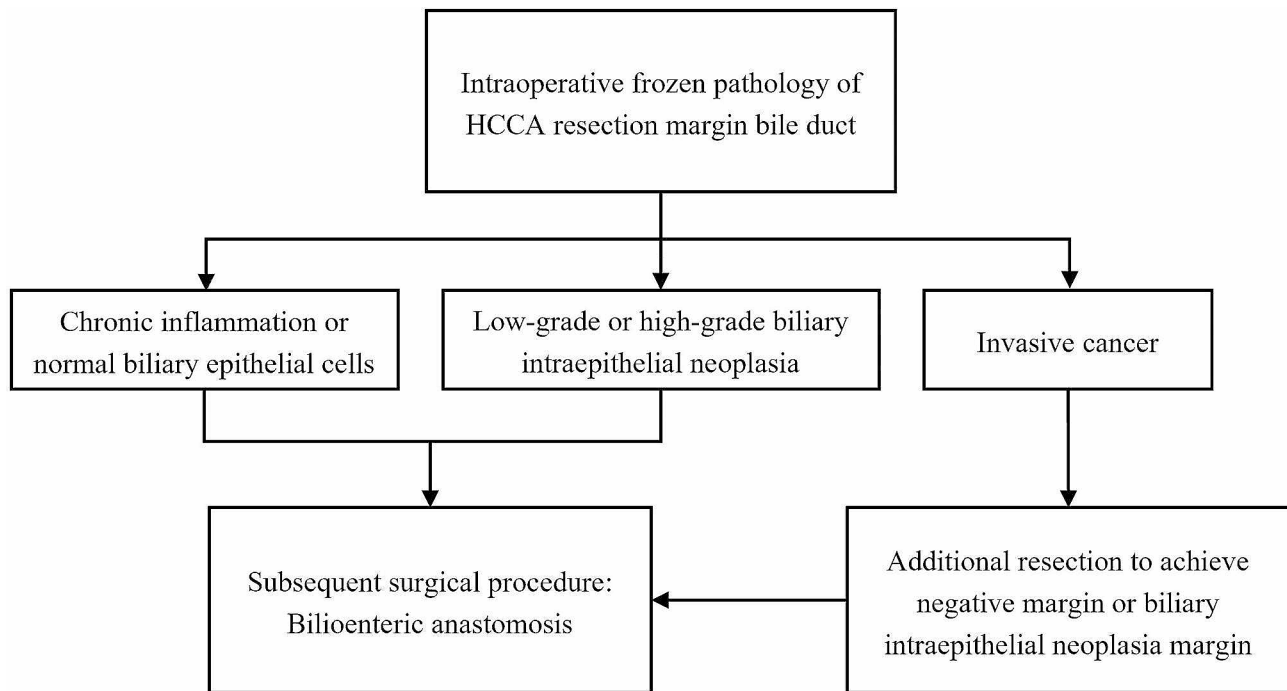 Intraoperative frozen pathology of
HCCA resection margin bile duct
Chronic inflammation or
normal biliary epithelial cells
Low-grade or high-grade biliary
intraepithelial neoplasia
Invasive cancer
Subsequent surgical procedure:
Bilioenteric anastomosis
Additional resection to achieve
negative margin or biliary
intraepithelial neoplasia margin